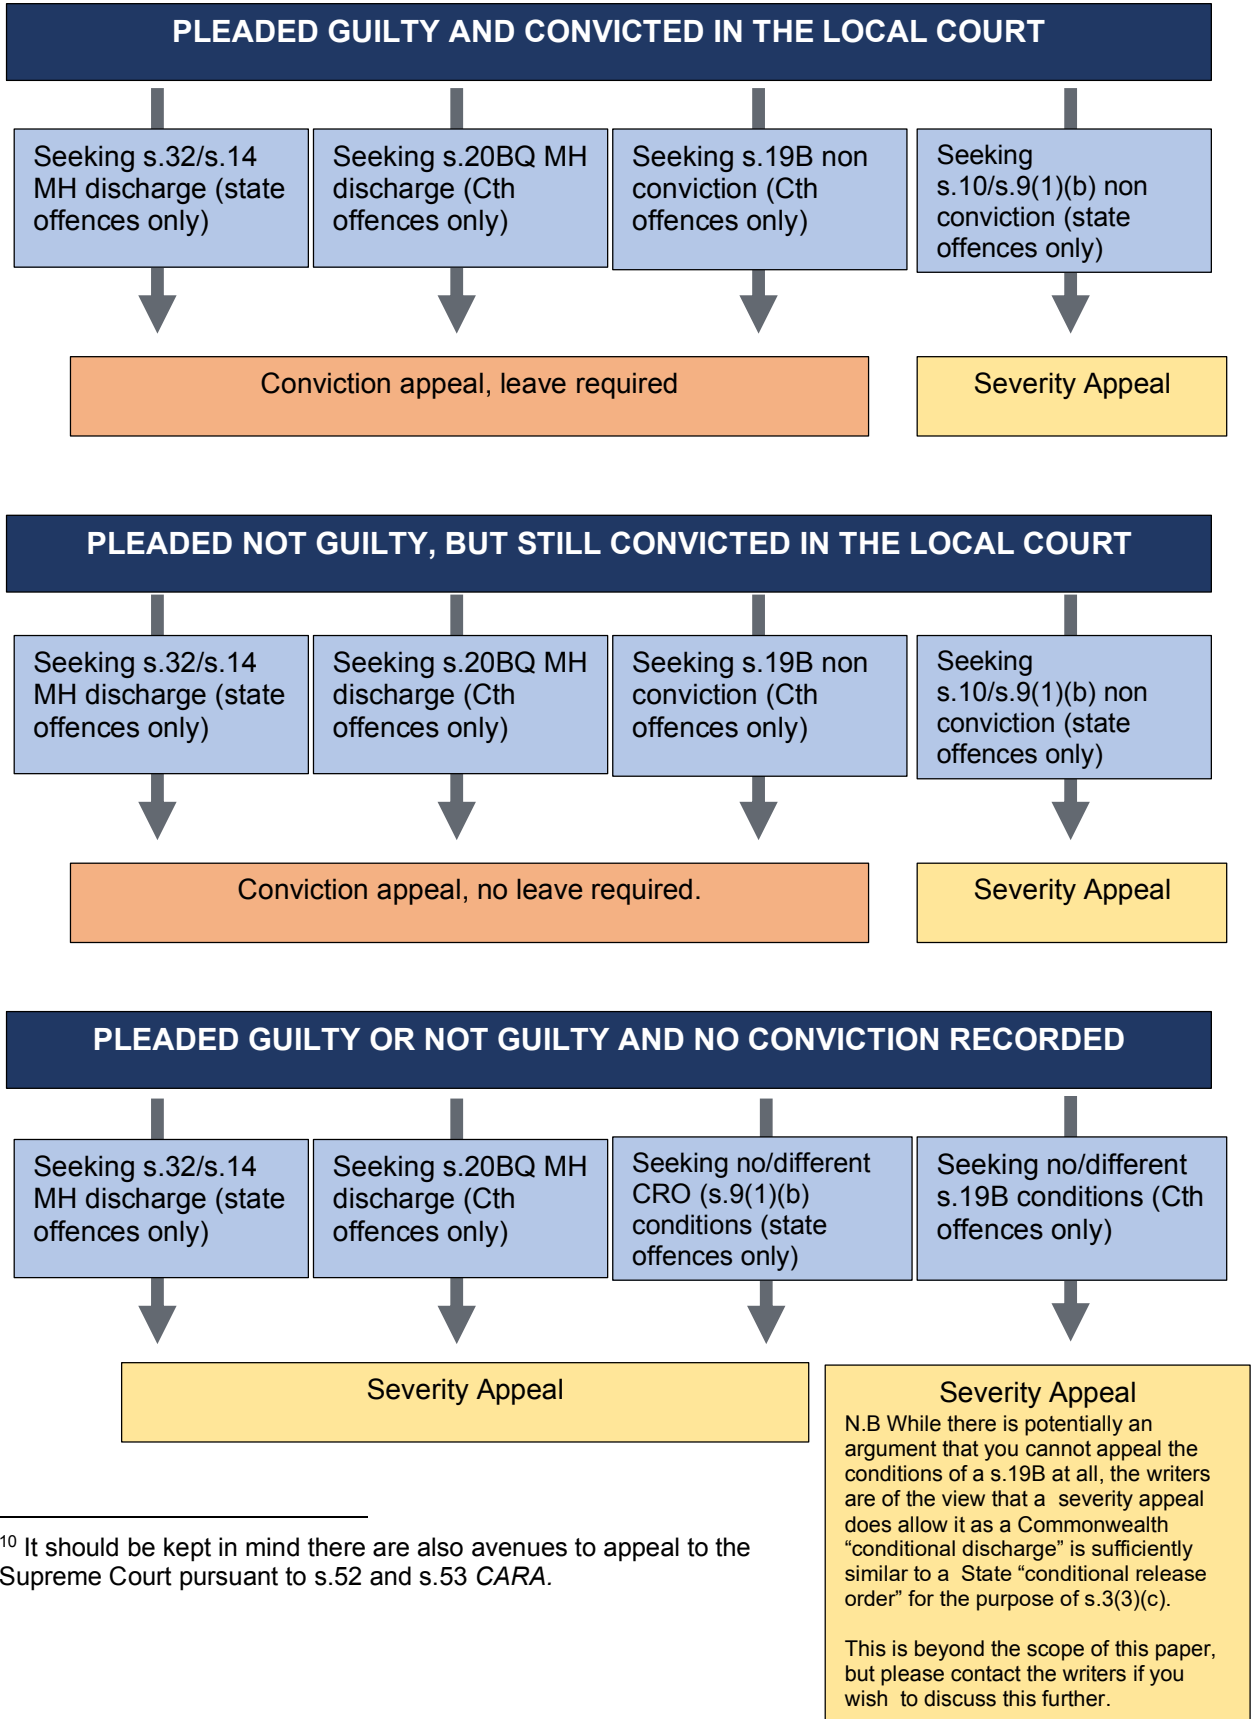 PLEADED GUILTY AND CONVICTED IN THE LOCAL COURT
Seeking s.32/s.14
MH discharge (state
offences only)
Seeking s.20BQ MH
discharge (Cth
offences only)
Seeking s.19B non
conviction (Cth
offences only)
Seeking
s.10/s.9(1)(b) non
conviction (state
offences only)
Conviction appeal, leave required
Severity Appeal
PLEADED NOT GUILTY, BUT STILL CONVICTED IN THE LOCAL COURT
Seeking s.32/s.14
MH discharge (state
offences only)
Seeking s.20BQ MH
discharge (Cth
offences only)
Seeking s.19B non
conviction (Cth
offences only)
Seeking
s.10/s.9(1)(b) non
conviction (state
offences only)
Conviction appeal, no leave required.
Severity Appeal
PLEADED GUILTY OR NOT GUILTY AND NO CONVICTION RECORDED
Seeking s.32/s.14
MH discharge (state
offences only)
Seeking s.20BQ MH
discharge (Cth
offences only)
Seeking no/different
CRO (s.9(1)(b)
conditions (state
offences only)
Seeking no/different
s.19B conditions (Cth
offences only)
Severity Appeal
Severity Appeal
N.B While there is potentially an
argument that you cannot appeal the
conditions of a s.19B at all, the writers
are of the view that a severity appeal
does allow it as a Commonwealth
“conditional discharge” is sufficiently
similar to a State “conditional release
order” for the purpose of s.3(3)(c).
This is beyond the scope of this paper,
but please contact the writers if you
wish to discuss this further.
10 It should be kept in mind there are also avenues to appeal to the
Supreme Court pursuant to s.52 and s.53 CARA.